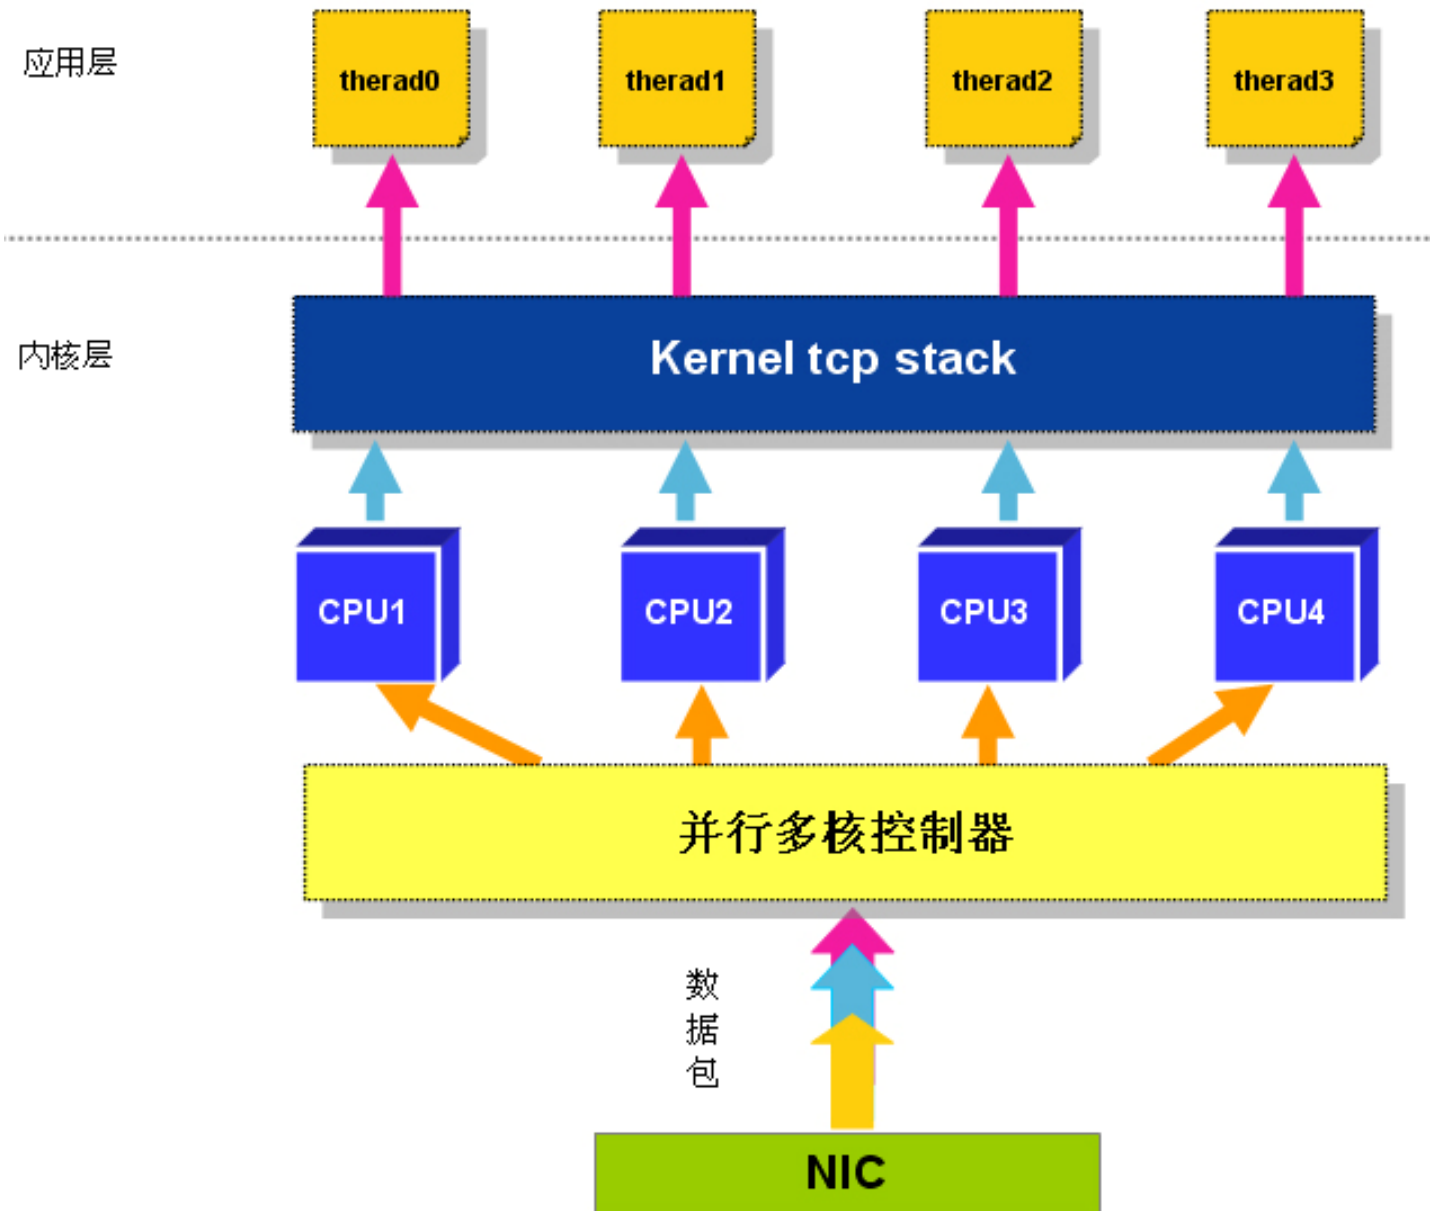 应用层
therad0
therad1
therad2
therad3
内核层
Kernel tcp stack
CPU1
CPU2
CPU3
CPU4
并行多核控制器
数
据
包
NIC